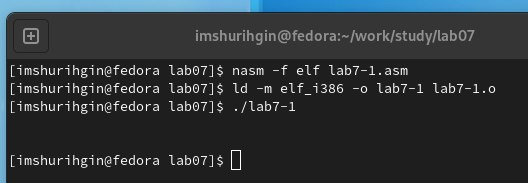 imshurihgin@fedora:~/work/study/lab07
[imshurihgin@fedora lab07]$ nasm -f elf lab7-1.asm
[imshurihgin@fedora lab07]$ ld -m elf_i386 -o lab7-1 lab7-1.o
[imshurihgin@fedora lab07]$ ./lab7-1
[imshurihgin@fedora lab07]$